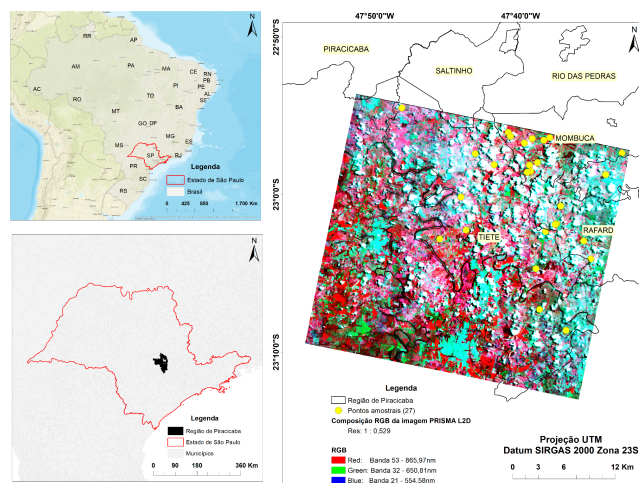 N
RR
AP
AM
PA
MA
CE
RN
PB
PE
AL
SE
PI
AC
RO
TO
BA
MT
GO DF
MG
ES
MS
SP
RJ
PR
SC
RS
Legenda
Estado de São Paulo
Brasil
0 425 850 1.700 Km
N
Legenda
Região de Piracicaba
Estado de São Paulo
Municípios
0 90 180 360 Km
47°50'0"W 47°40'0"W
N
22°50'0"S
23°0'0"S
23°10'0"S
PIRACICABA
SALTINHO
RIO DAS PEDRAS
MOMBUCA
RAFARD
TIETE
Legenda
Região de Piracicaba
Pontos amostrais (27)
Composição RGB da imagem PRISMA L2D
Res: 1 : 0,529
RGB
Red: Banda 53 - 865,97nm
Green: Banda 32 - 650,81nm
Blue: Banda 21 - 554.58nm
Projeção UTM
Datum SIRGAS 2000 Zona 23S
0 3 6 12 Km